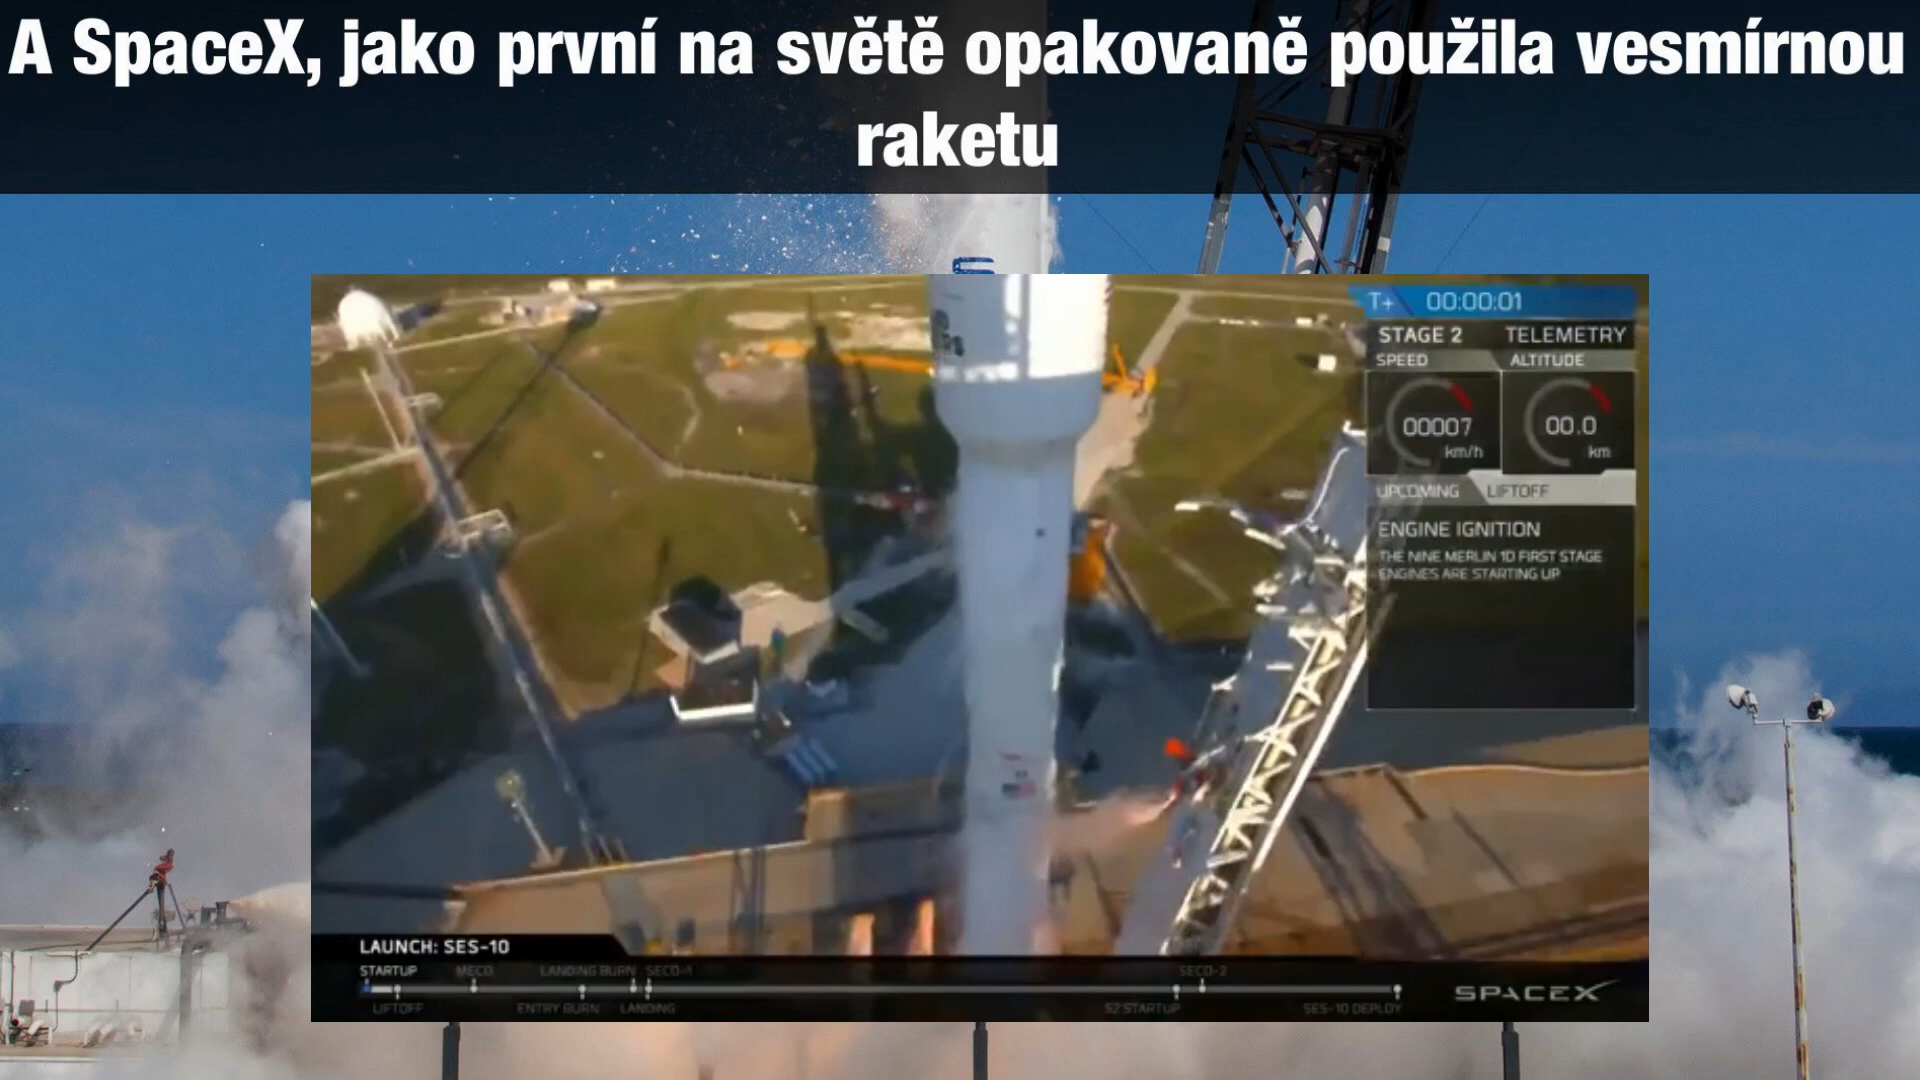 A SpaceX, jako první na světě opakovaně použila vesmírnou
raketu
T+ 00:00:01
STAGE 2 TELEMETRY
SPEED ALTITUDE
00007 00.0
km/h km
UPCOMING LIFTOFF
ENGINE IGNITION
THE NINE MERLIN 1D FIRST STAGE
ENGINES ARE STARTING UP
LAUNCH: SES-10
STARTUP MECO LANDING BURN SECO-1 SECO-2
LIFTOFF ENTRY BURN LANDING S2 STARTUP SES-10 DEPLOY
SPACEX